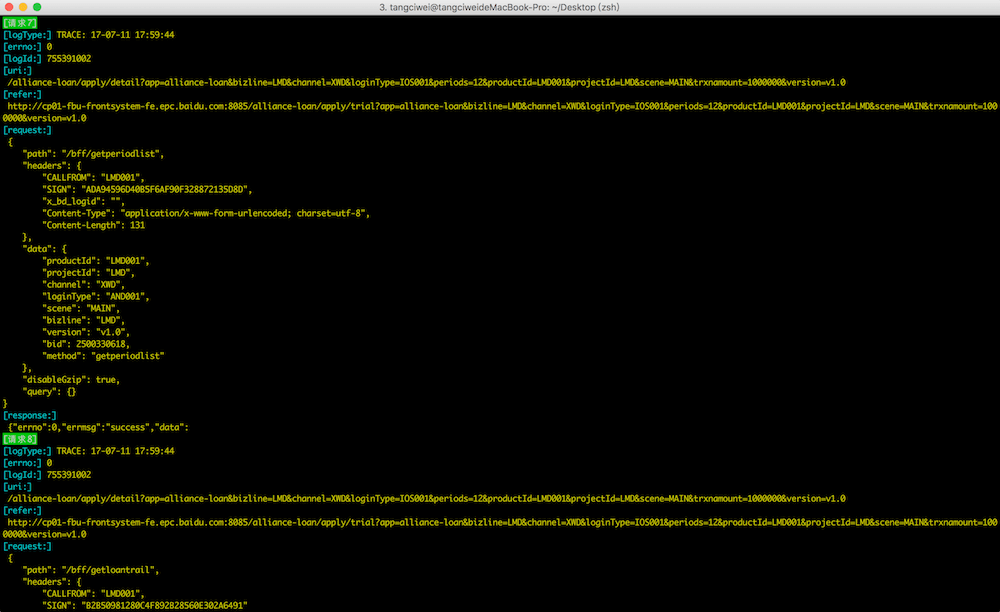 3. tangciwei@tangciweideMacBook-Pro: ~/Desktop (zsh)
[请求7]
[logType:] TRACE: 17-07-11 17:59:44
[errno:] 0
[logId:] 755391002
[uri:]
/alliance-loan/apply/detail?app=alliance-loan&bizline=LMD&channel=XWD&loginType=IOS001&periods=12&productId=LMD001&projectId=LMD&scene=MAIN&trxnamount=1000000&version=v1.0
[refer:]
http://cp01-fbu-frontsystem-fe.epc.baidu.com:8085/alliance-loan/apply/trial?app=alliance-loan&bizline=LMD&channel=XWD&loginType=IOS001&periods=12&productId=LMD001&projectId=LMD&scene=MAIN&trxnamount=100
0000&version=v1.0
[request:]
{
"path": "/bff/getperiodlist",
"headers": {
"CALLFROM": "LMD001",
"SIGN": "ADA94596D40B5F6AF90F328872135D8D",
"x_bd_logid": "",
"Content-Type": "application/x-www-form-urlencoded; charset=utf-8",
"Content-Length": 131
},
"data": {
"productId": "LMD001",
"projectId": "LMD",
"channel": "XWD",
"loginType": "AND001",
"scene": "MAIN",
"bizline": "LMD",
"version": "v1.0",
"bid": 2500330618,
"method": "getperiodlist"
},
"disableGzip": true,
"query": {}
}
[response:]
{"errno":0,"errmsg":"success","data":
[请求8]
[logType:] TRACE: 17-07-11 17:59:44
[errno:] 0
[logId:] 755391002
[uri:]
/alliance-loan/apply/detail?app=alliance-loan&bizline=LMD&channel=XWD&loginType=IOS001&periods=12&productId=LMD001&projectId=LMD&scene=MAIN&trxnamount=1000000&version=v1.0
[refer:]
http://cp01-fbu-frontsystem-fe.epc.baidu.com:8085/alliance-loan/apply/trial?app=alliance-loan&bizline=LMD&channel=XWD&loginType=IOS001&periods=12&productId=LMD001&projectId=LMD&scene=MAIN&trxnamount=100
0000&version=v1.0
[request:]
{
"path": "/bff/getloantrail",
"headers": {
"CALLFROM": "LMD001",
"SIGN": "B2B50981280C4F892B28560E302A6491"